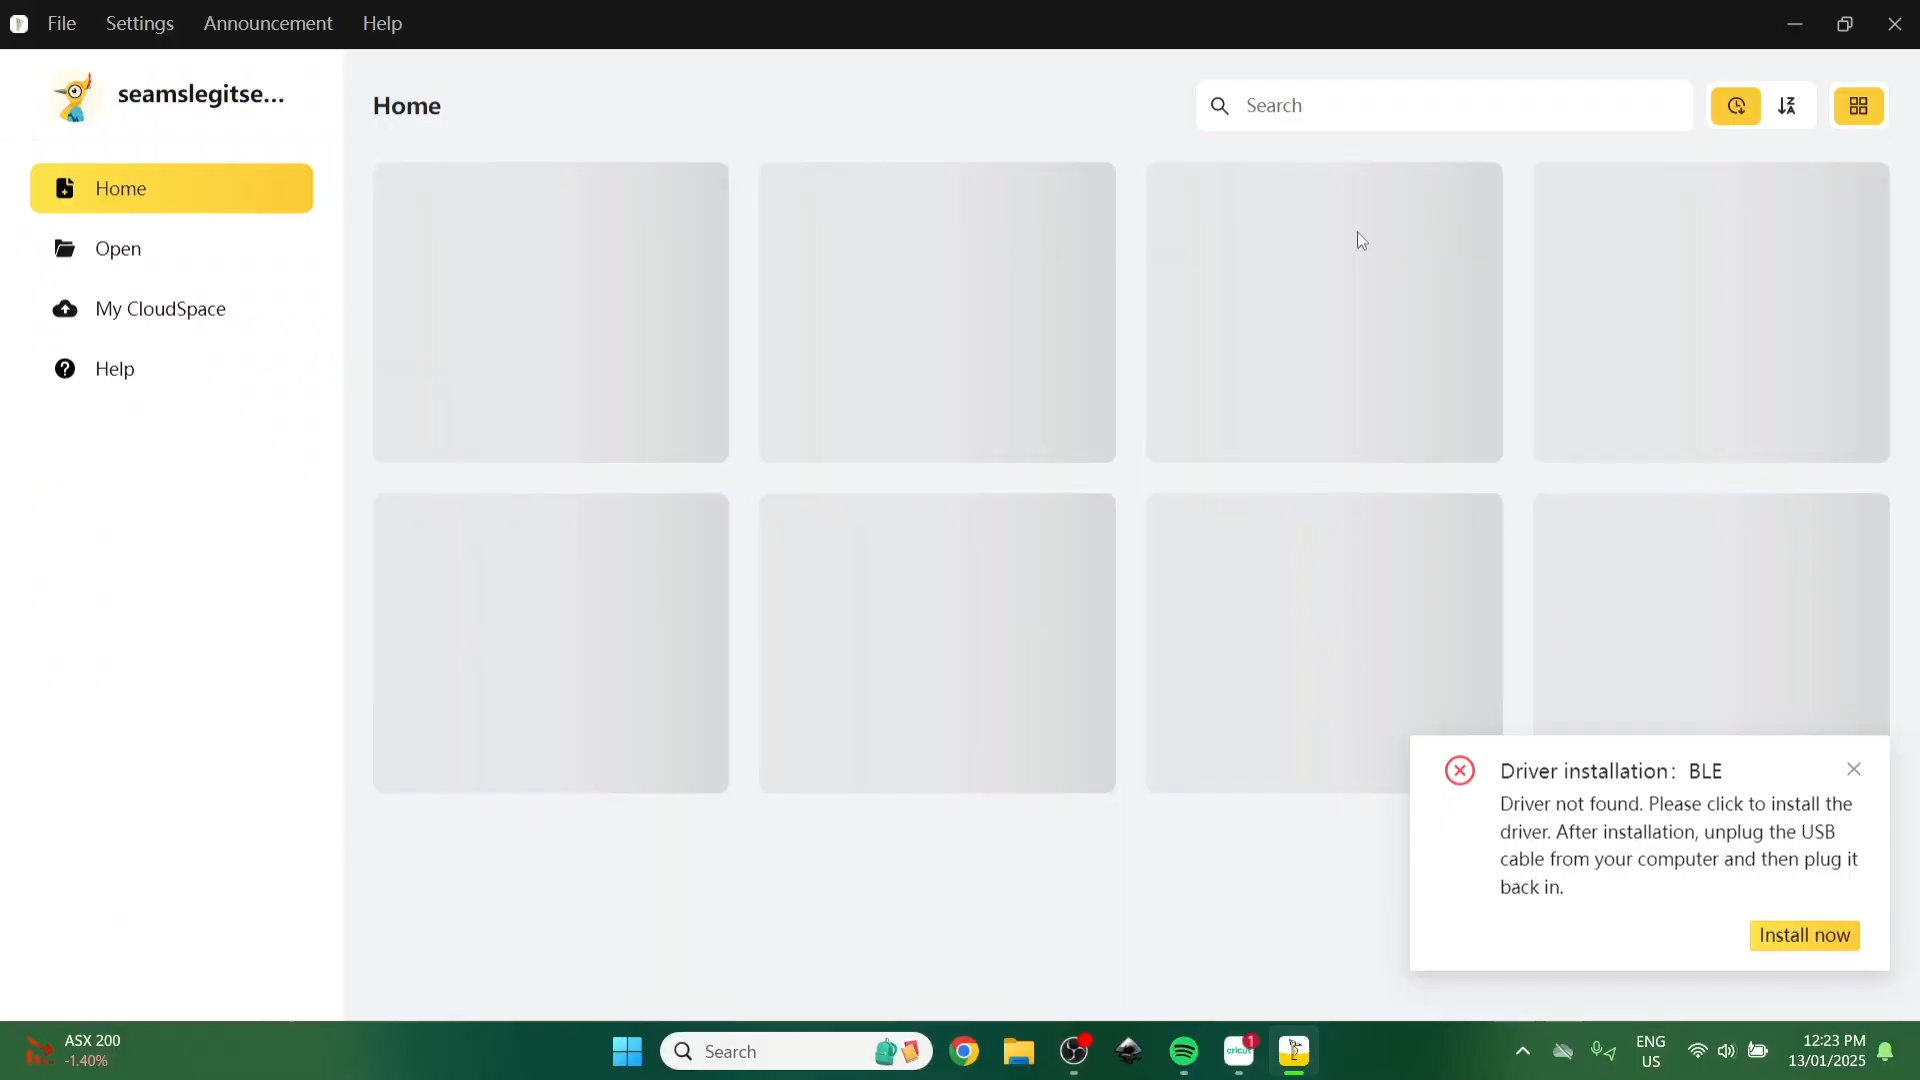 File Settings Announcement Help
seamslegitse...
Home
Open
My CloudSpace
Help
Home
Search
Driver installation: BLE
Driver not found. Please click to install the
driver. After installation, unplug the USB
cable from your computer and then plug it
back in.
Install now
ASX 200
-1.40%
Search
cricut
1
ENG
US
12:23 PM
13/01/2025